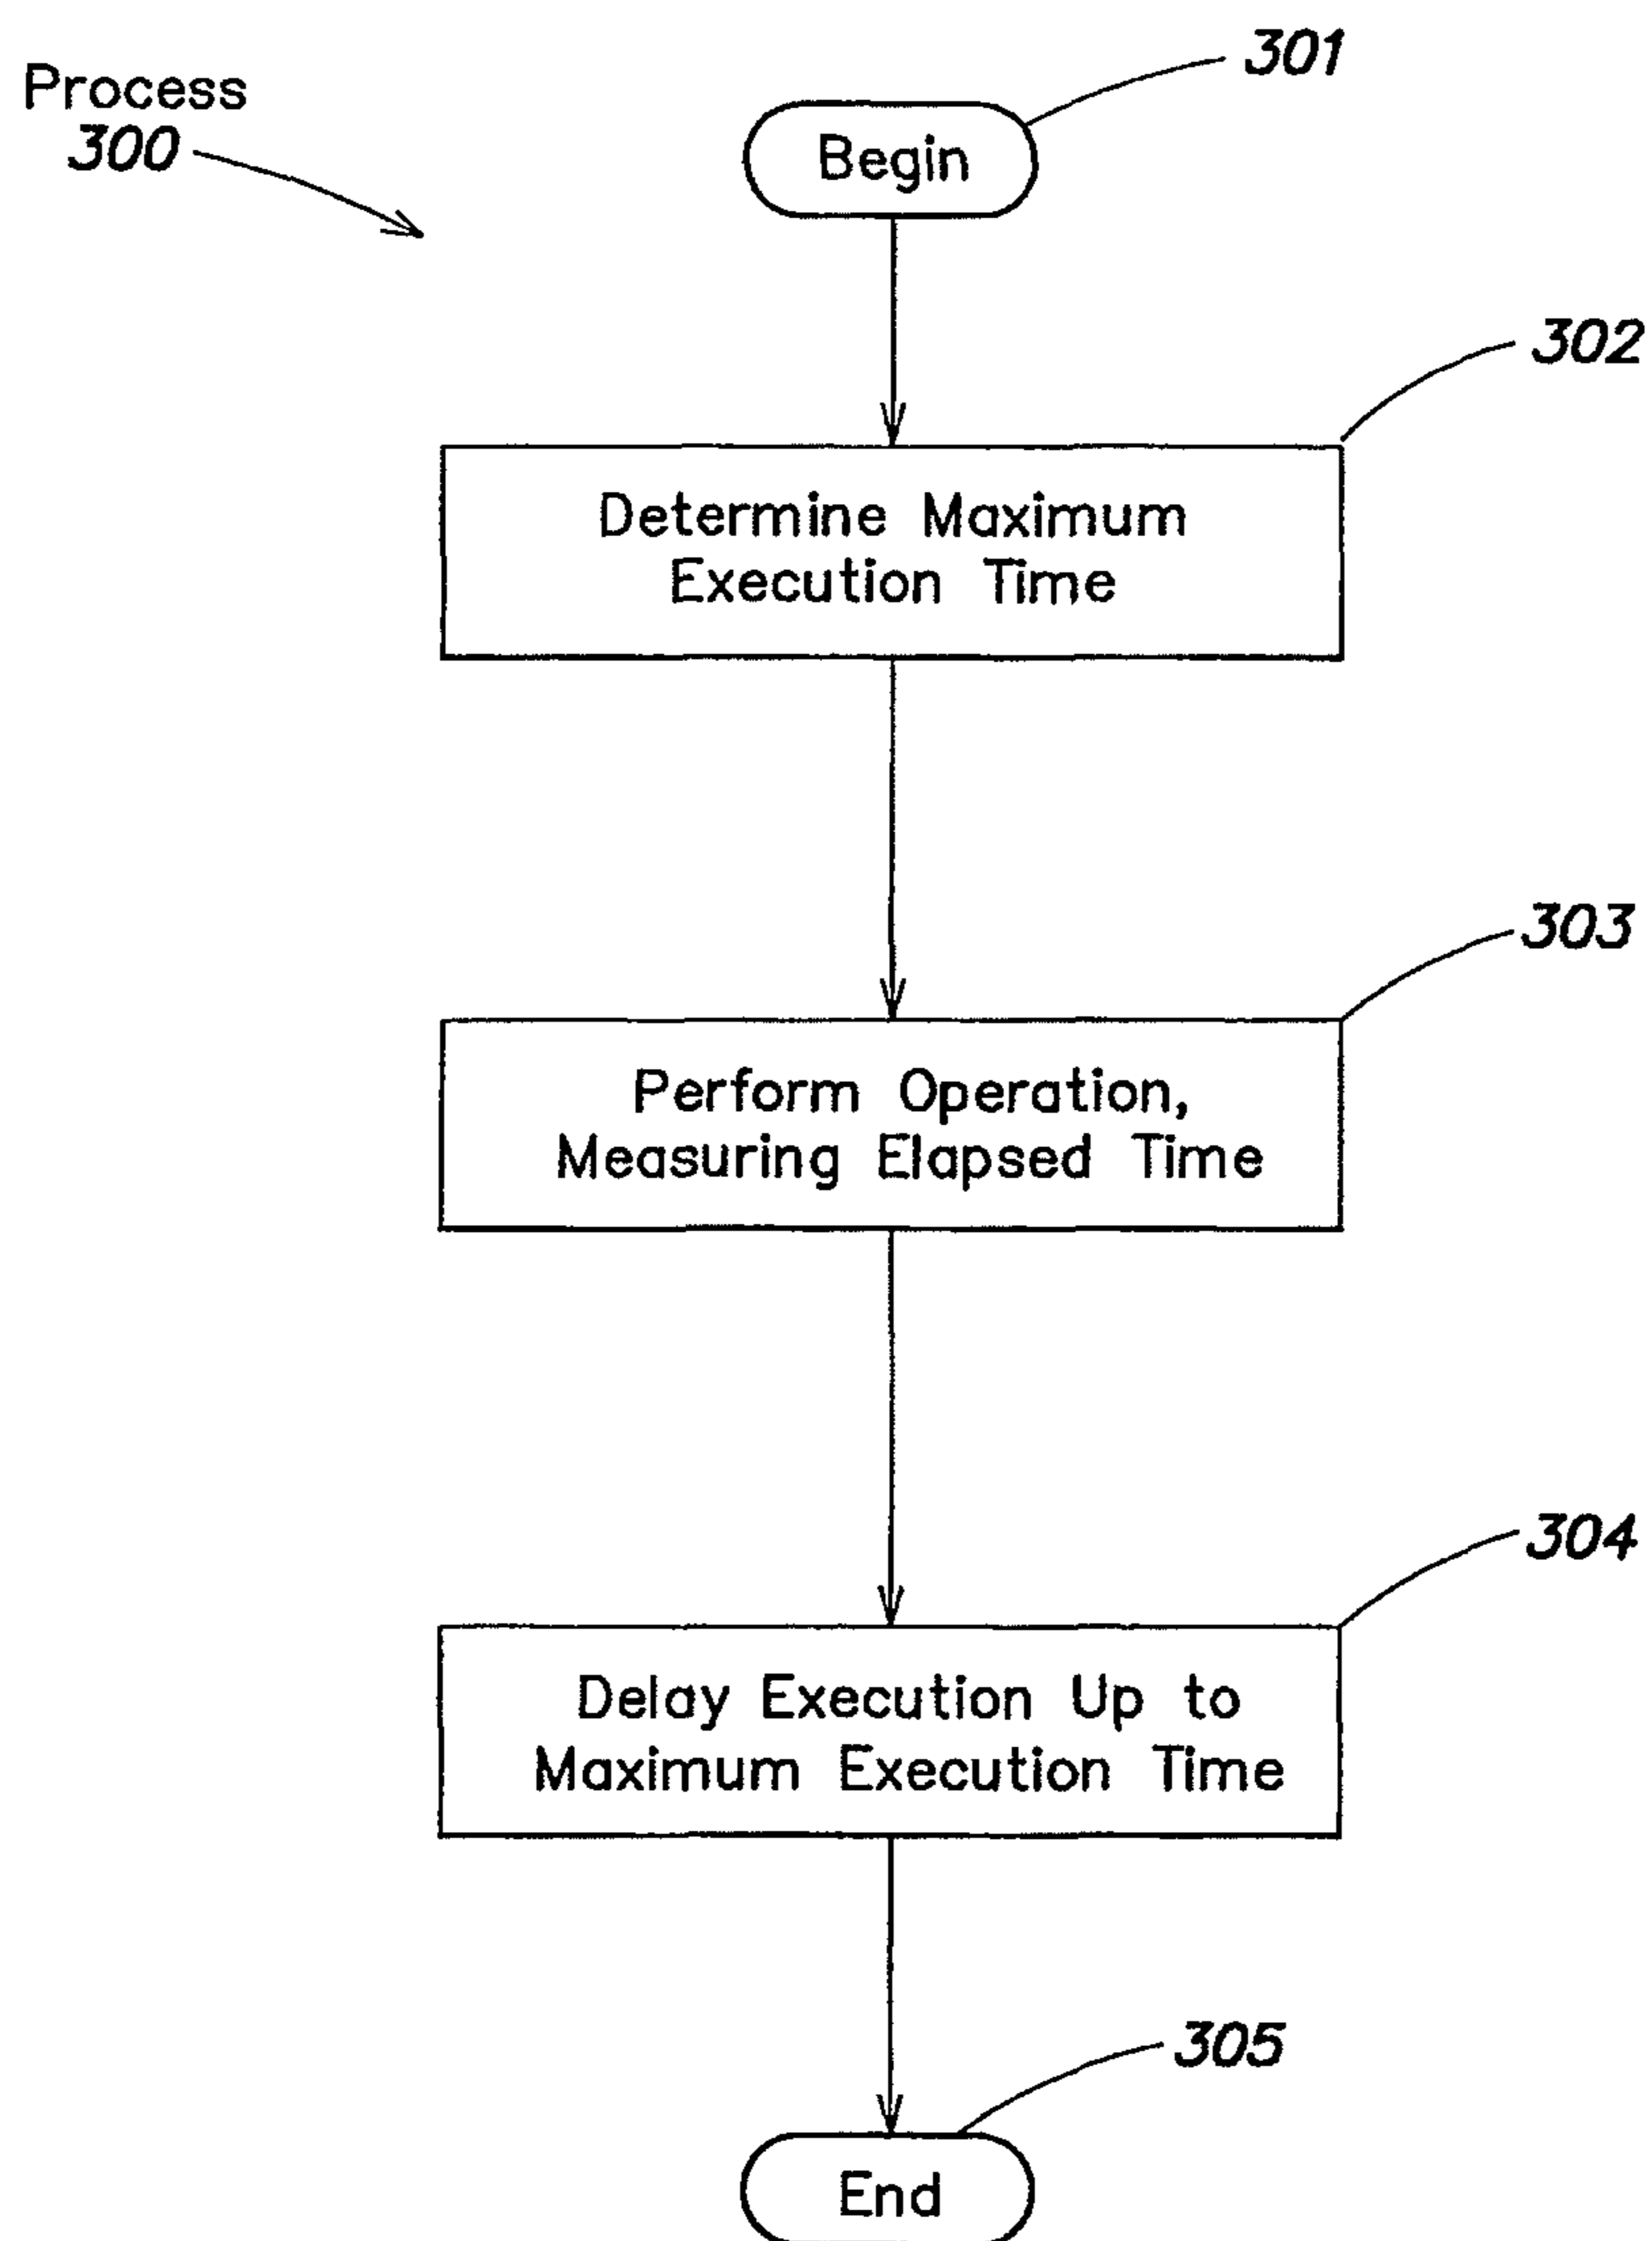 Process
300
301
Begin
302
Determine Maximum
Execution Time
303
Perform Operation,
Measuring Elapsed Time
304
Delay Execution Up to
Maximum Execution Time
305
End